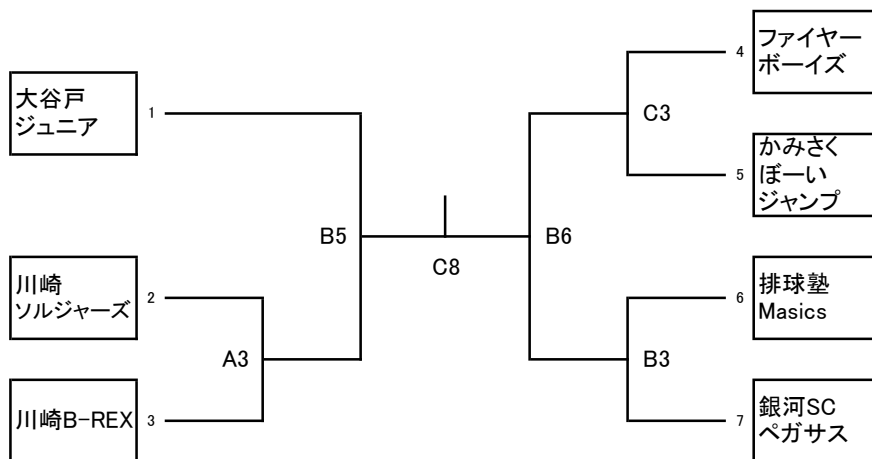 大谷戸
ジュニア
1
川崎
ソルジャーズ
2
川崎B-REX
3
A3
B5
C8
B6
C3
B3
4
ファイヤー
ボーイズ
5
かみさく
ぼーい
ジャンプ
6
排球塾
Masics
7
銀河SC
ペガサス